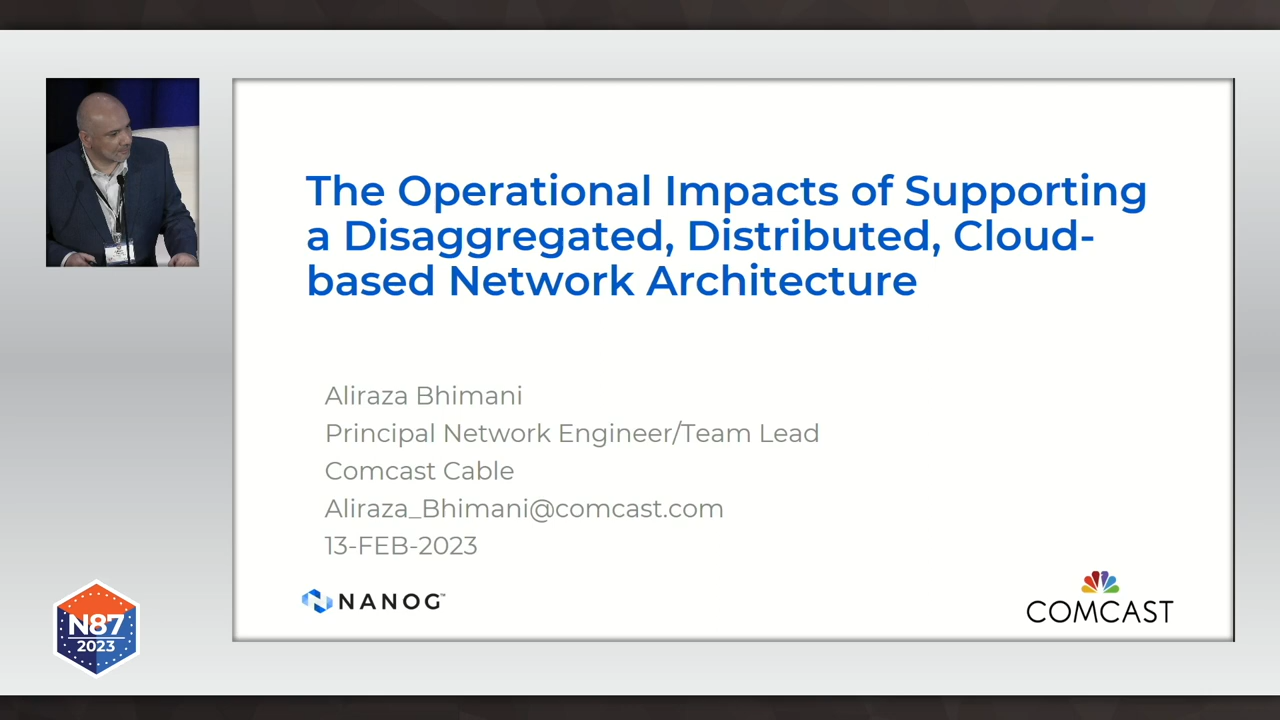 The Operational Impacts of Supporting
a Disaggregated, Distributed, Cloud-
based Network Architecture
Aliraza Bhimani
Principal Network Engineer/Team Lead
Comcast Cable
Aliraza_Bhimani@comcast.com
13-FEB-2023
NANOG™
COMCAST
N87
2023